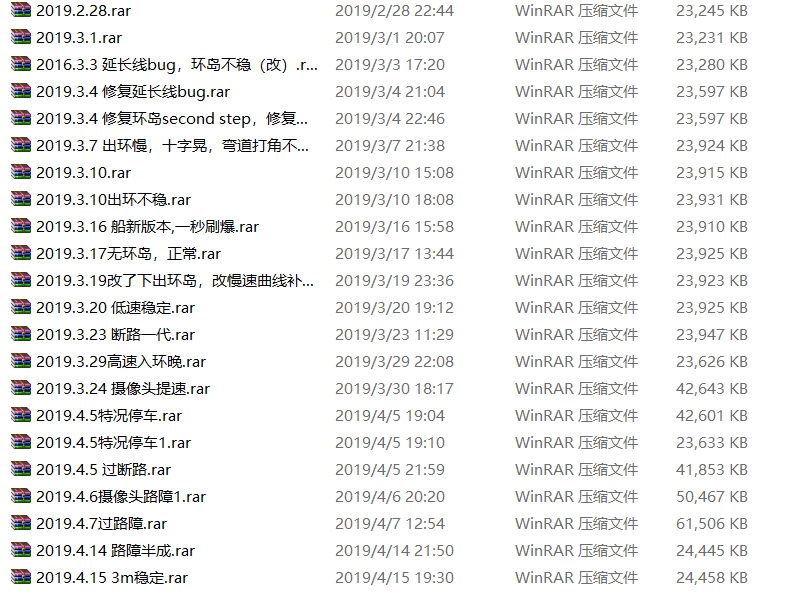 2019.2.28.rar 2019/2/28 22:44 WinRAR 压缩文件 23,245 KB
2019.3.1.rar 2019/3/1 20:07 WinRAR 压缩文件 23,231 KB
2016.3.3 延长线bug，环岛不稳（改）.r... 2019/3/3 17:20 WinRAR 压缩文件 23,280 KB
2019.3.4 修复延长线bug.rar 2019/3/4 21:04 WinRAR 压缩文件 23,597 KB
2019.3.4 修复环岛second step，修复... 2019/3/4 22:46 WinRAR 压缩文件 23,597 KB
2019.3.7 出环慢，十字晃，弯道打角不... 2019/3/7 21:38 WinRAR 压缩文件 23,924 KB
2019.3.10.rar 2019/3/10 15:08 WinRAR 压缩文件 23,915 KB
2019.3.10出环不稳.rar 2019/3/10 18:08 WinRAR 压缩文件 23,931 KB
2019.3.16 船新版本,一秒刷爆.rar 2019/3/16 15:58 WinRAR 压缩文件 23,910 KB
2019.3.17无环岛，正常.rar 2019/3/17 13:44 WinRAR 压缩文件 23,925 KB
2019.3.19改了下出环岛，改慢速曲线补... 2019/3/19 23:36 WinRAR 压缩文件 23,923 KB
2019.3.20 低速稳定.rar 2019/3/20 19:12 WinRAR 压缩文件 23,925 KB
2019.3.23 断路一代.rar 2019/3/23 11:29 WinRAR 压缩文件 23,947 KB
2019.3.29高速入环晚.rar 2019/3/29 22:08 WinRAR 压缩文件 23,626 KB
2019.3.24 摄像头提速.rar 2019/3/30 18:17 WinRAR 压缩文件 42,643 KB
2019.4.5特况停车.rar 2019/4/5 19:04 WinRAR 压缩文件 42,601 KB
2019.4.5特况停车1.rar 2019/4/5 19:10 WinRAR 压缩文件 23,633 KB
2019.4.5 过断路.rar 2019/4/5 21:59 WinRAR 压缩文件 41,853 KB
2019.4.6摄像头路障1.rar 2019/4/6 20:20 WinRAR 压缩文件 50,467 KB
2019.4.7过路障.rar 2019/4/7 12:54 WinRAR 压缩文件 61,506 KB
2019.4.14 路障半成.rar 2019/4/14 21:50 WinRAR 压缩文件 24,445 KB
2019.4.15 3m稳定.rar 2019/4/15 19:30 WinRAR 压缩文件 24,458 KB